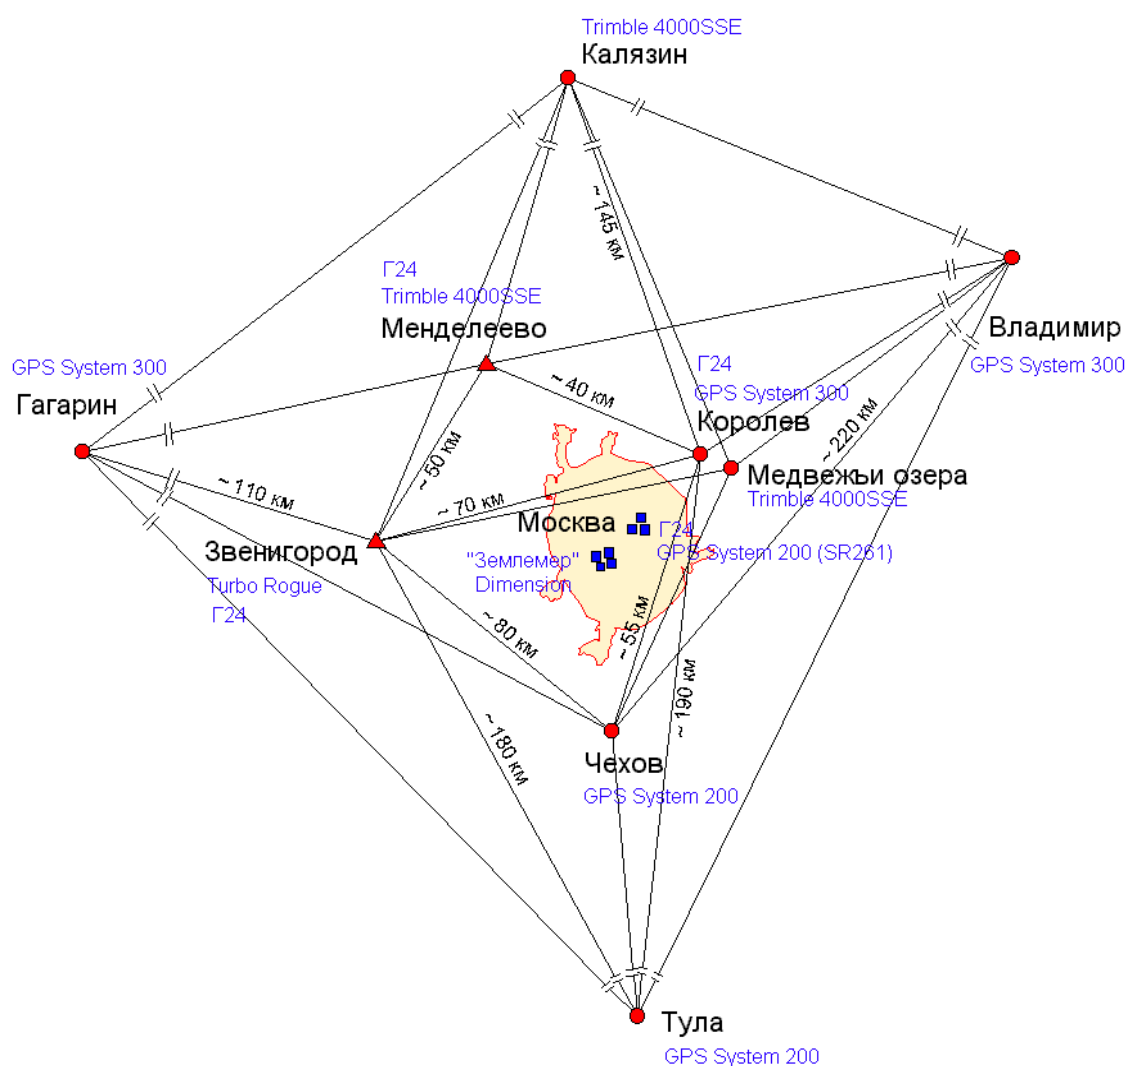 Trimble 4000SSE
Калязин
~ 145 км
Г24
Trimble 4000SSE
Менделеево
Владимир
GPS System 300
GPS System 300
Гагарин
Г24
GPS System 300
Королев
~ 40 км
~ 220 км
~ 50 км
Медвежьи озера
Trimble 4000SSE
~ 110 км
~ 70 км
Москва
Г24
GPS System 200 (SR261)
Звенигород
Turbo Rogue
Г24
"Землемер"
Dimension
~ 80 км
~ 55 км
~ 190 км
~ 180 км
Чехов
GPS System 200
Тула
GPS System 200